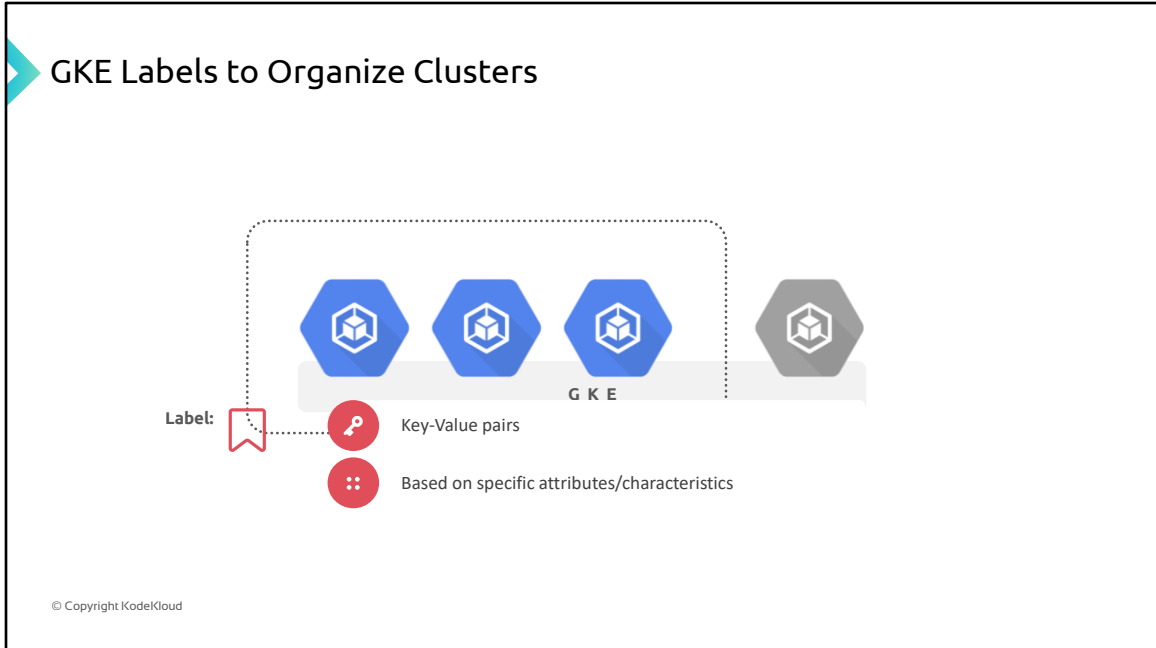 GKE Labels to Organize Clusters
G K E
Label:
Key-Value pairs
Based on specific attributes/characteristics
© Copyright KodeKloud